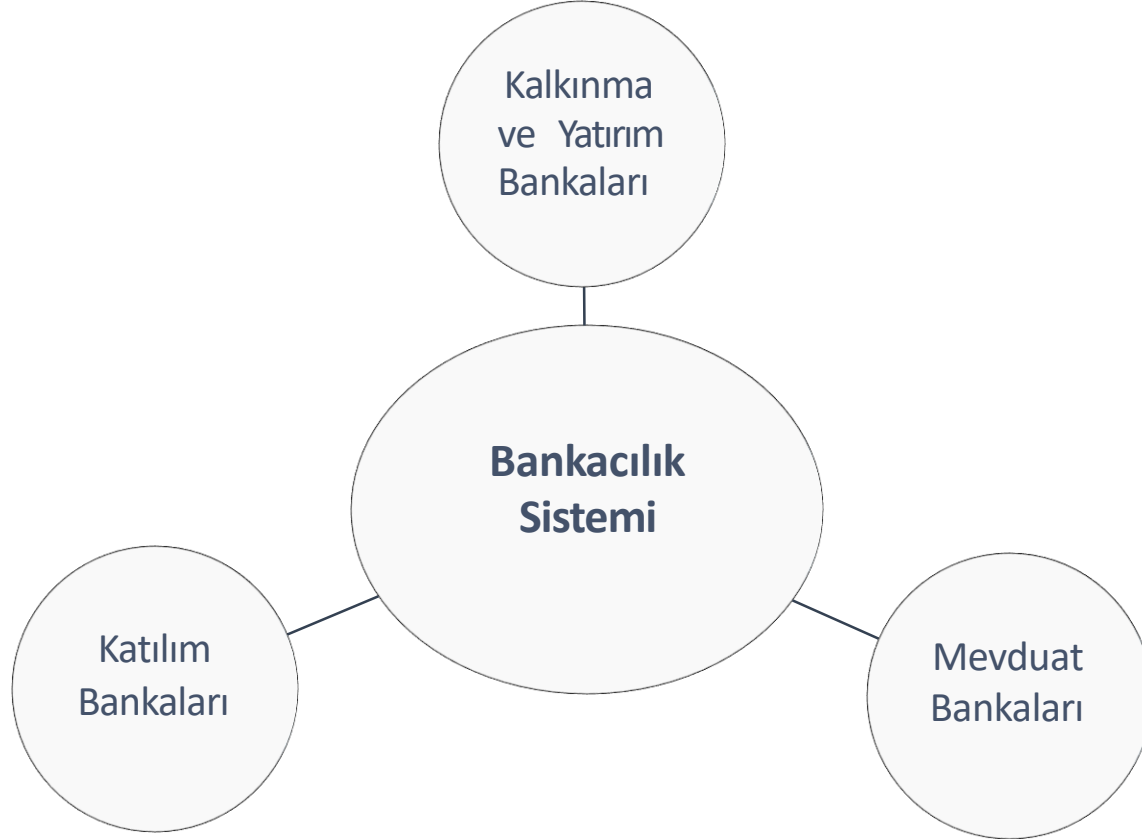 Kalkınma
ve Yatırım
Bankaları
Bankacılık
Sistemi
Katılım
Bankaları
Mevduat
Bankaları